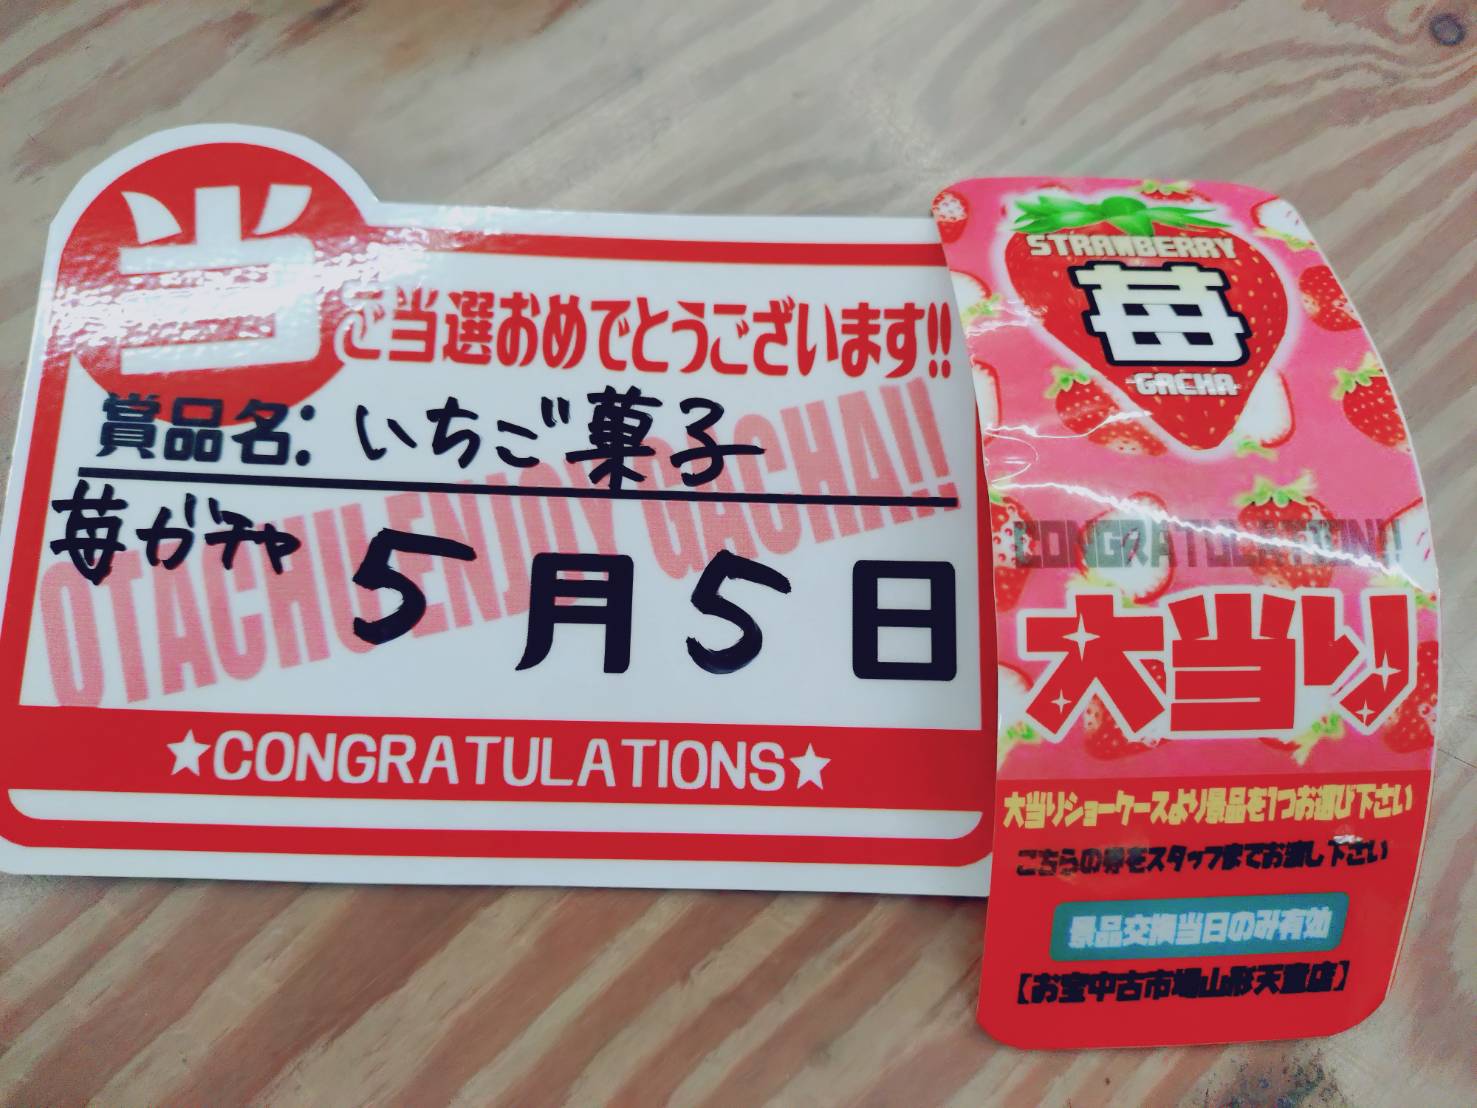 当
ご当選おめでとうございます!!
賞品名: いちご菓子
苺ガチャ
5月5日
OTACHU ENJOY GACHA!!
★CONGRATULATIONS★
STRAWBERRY
苺
GACHA
CONGRATULATION!!
大当り
大当りショーケースより景品を1つお選び下さい
こちらの券をスタッフまでお渡し下さい
景品交換当日のみ有効
【お宝中古市場山形天童店】